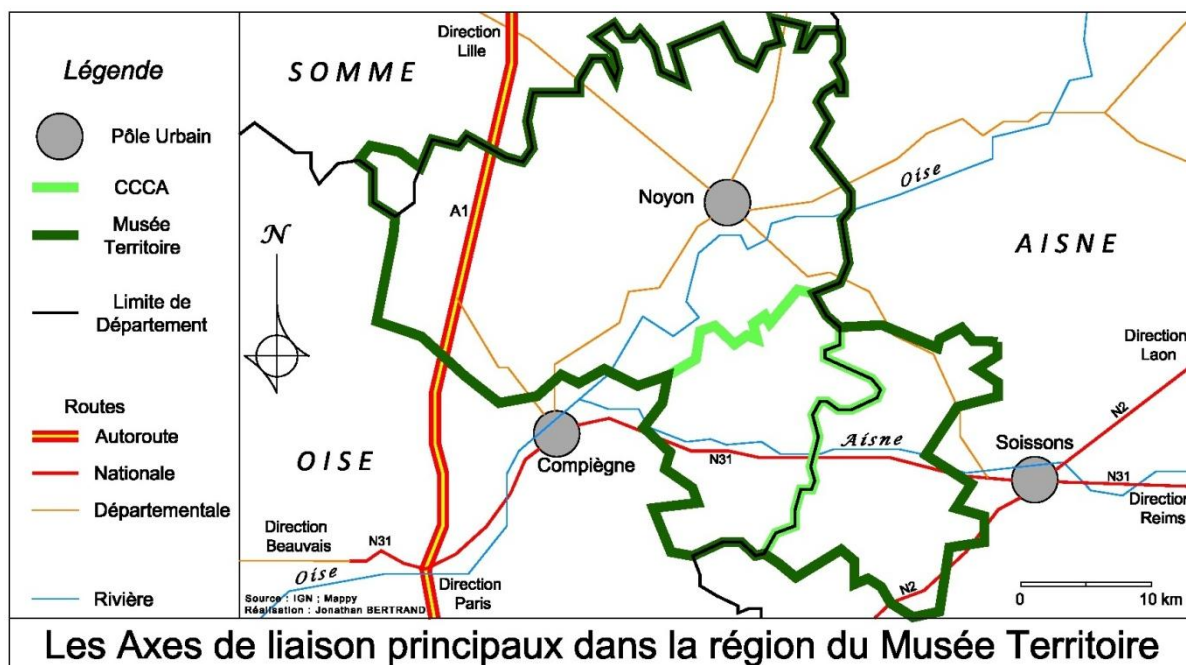 Légende
Pôle Urbain
CCCA
Musée
Territoire
Limite de
Département
Routes
Autoroute
Nationale
Départementale
Rivière
Direction
Lille
SOMME
A1
Noyon
Oise
AISNE
N
Direction
Laon
N2
OISE
Compiègne
N31
Aisne
Soissons
N31
Direction
Reims
Direction
Beauvais
N31
Oise
Direction
Paris
N2
Source : IGN ; Mappy
Réalisation : Jonathan BERTRAND
0 10 km
Les Axes de liaison principaux dans la région du Musée Territoire